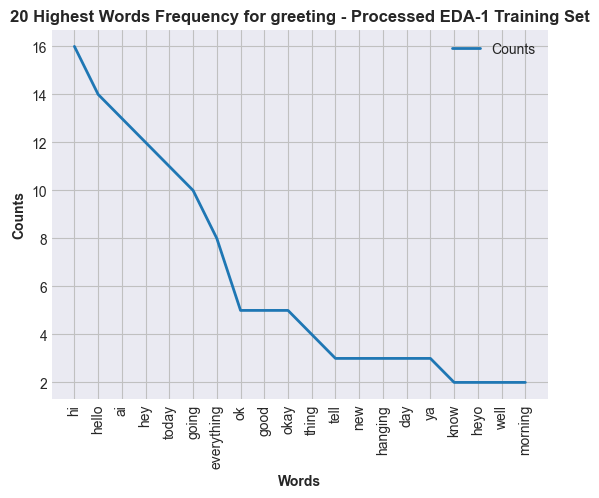 20 Highest Words Frequency for greeting - Processed EDA-1 Training Set
Counts
16
14
12
10
8
6
4
2
Counts
hi
hello
ai
hey
today
going
everything
ok
good
okay
thing
tell
new
hanging
day
ya
know
heyo
well
morning
Words